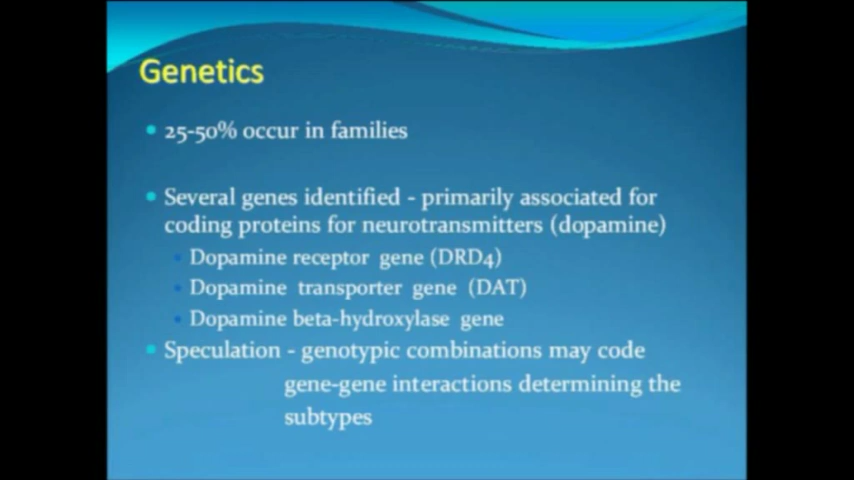 Genetics
• 25-50% occur in families
• Several genes identified - primarily associated for
coding proteins for neurotransmitters (dopamine)
• Dopamine receptor gene (DRD4)
• Dopamine transporter gene (DAT)
• Dopamine beta-hydroxylase gene
• Speculation - genotypic combinations may code
gene-gene interactions determining the
subtypes